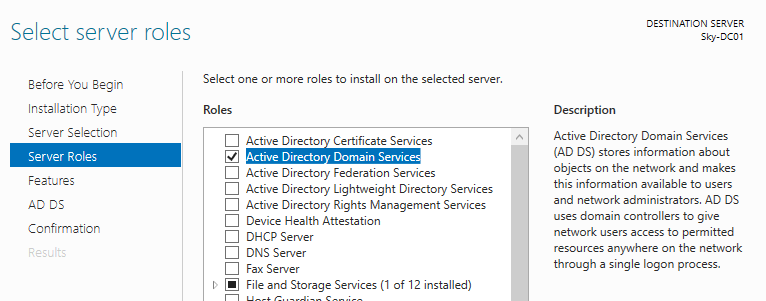 Select server roles
DESTINATION SERVER
Sky-DC01
Before You Begin
Installation Type
Server Selection
Server Roles
Features
AD DS
Confirmation
Results
Select one or more roles to install on the selected server.
Roles
Active Directory Certificate Services
Active Directory Domain Services
Active Directory Federation Services
Active Directory Lightweight Directory Services
Active Directory Rights Management Services
Device Health Attestation
DHCP Server
DNS Server
Fax Server
File and Storage Services (1 of 12 installed)
Host Guardian Service
Description
Active Directory Domain Services
(AD DS) stores information about
objects on the network and makes
this information available to users
and network administrators. AD DS
uses domain controllers to give
network users access to permitted
resources anywhere on the network
through a single logon process.